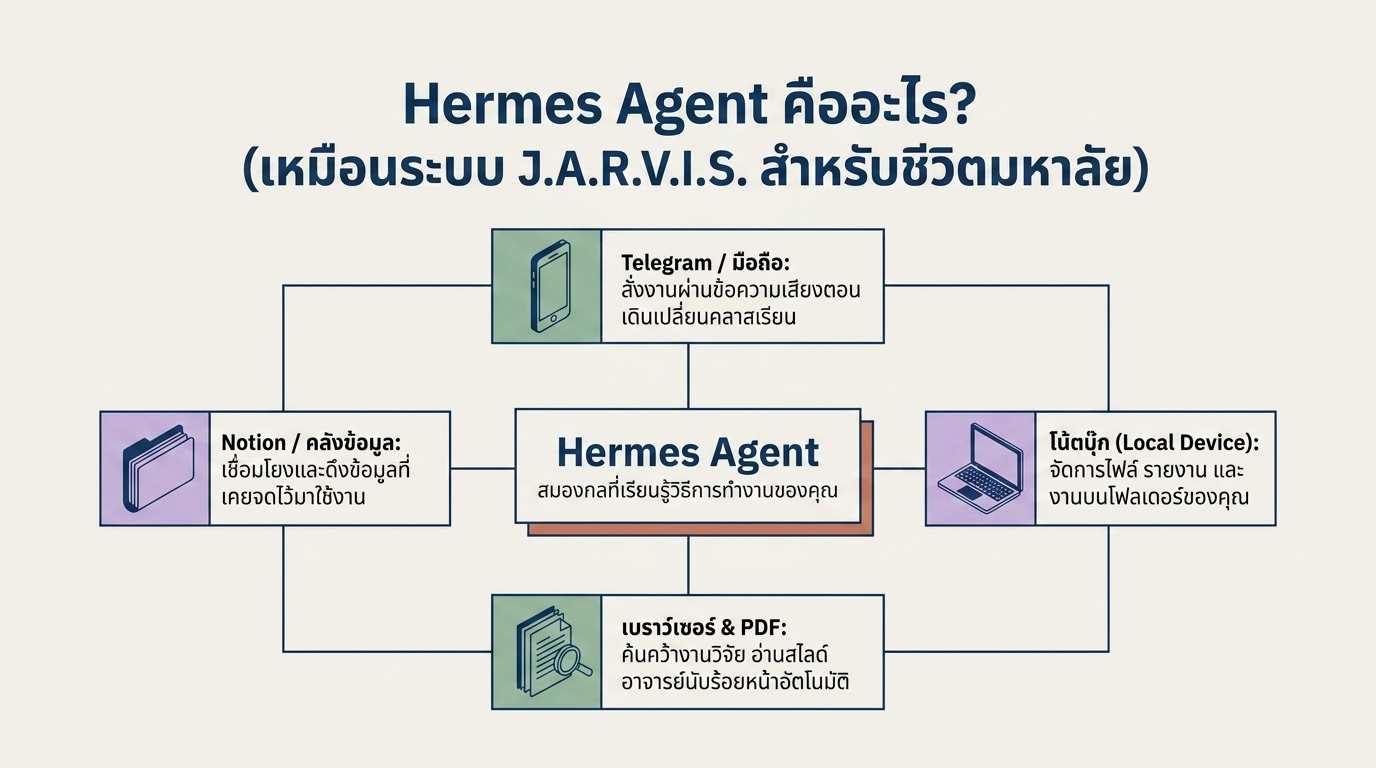 Hermes Agent คืออะไร?
(เหมือนระบบ J.A.R.V.I.S. สำหรับชีวิตมหาลัย)
Telegram / มือถือ:
สั่งงานผ่านข้อความเสียงตอน
เดินเปลี่ยนคลาสเรียน
Notion / คลังข้อมูล:
เชื่อมโยงและดึงข้อมูลที่
เคยจดไว้มาใช้งาน
Hermes Agent
สมองกลที่เรียนรู้วิธีการทำงานของคุณ
โน้ตบุ๊ก (Local Device):
จัดการไฟล์ รายงาน และ
งานบนโฟลเดอร์ของคุณ
เบราว์เซอร์ & PDF:
ค้นคว้างานวิจัย อ่านสไลด์
อาจารย์นับร้อยหน้าอัตโนมัติ